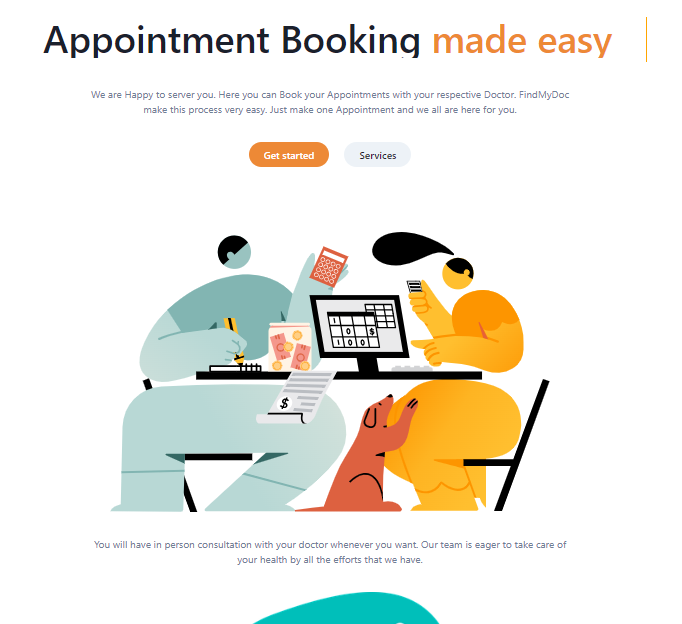 Appointment Booking made easy
We are Happy to server you. Here you can Book your Appointments with your respective Doctor. FindMyDoc
make this process very easy. Just make one Appointment and we all are here for you.
Get started Services
1 0 $
1 0 0
$
You will have in person consultation with your doctor whenever you want. Our team is eager to take care of
your health by all the efforts that we have.